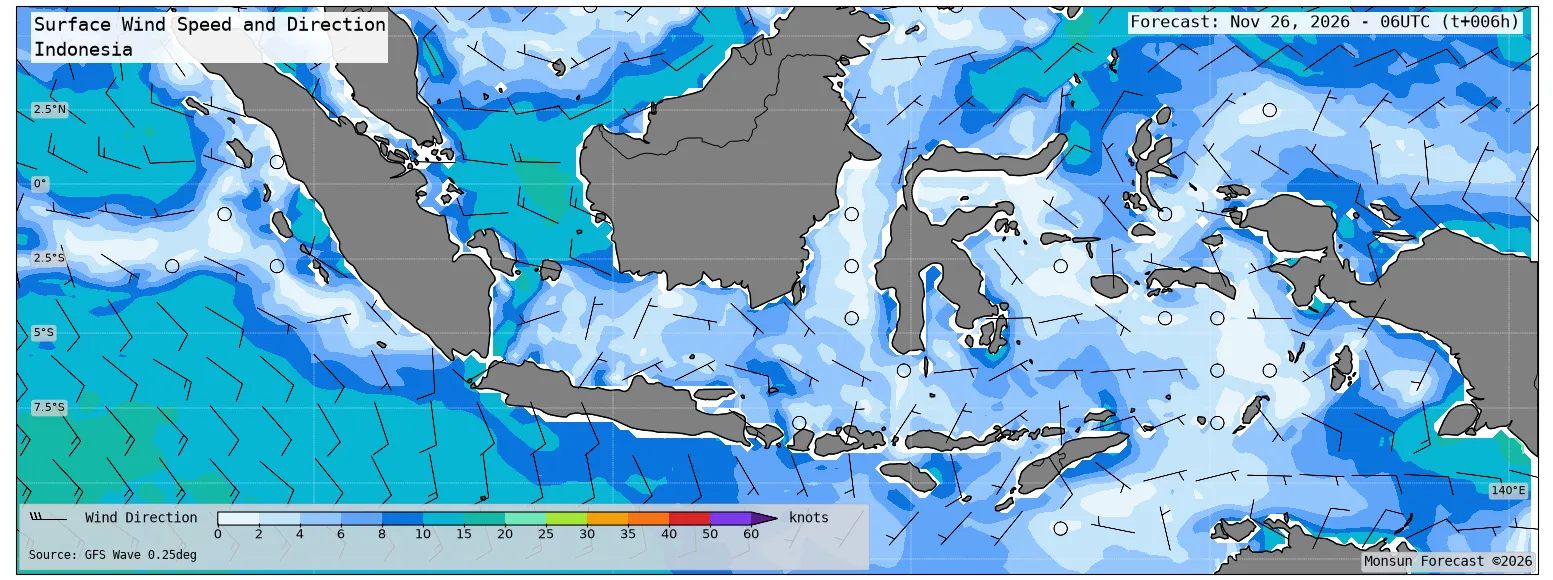 Surface Wind Speed and Direction
Indonesia
Forecast: Nov 26, 2026 - 06UTC (t+006h)
2.5°N
0°
2.5°S
5°S
7.5°S
140°E
Wind Direction
0 2 4 6 8 10 15 20 25 30 35 40 50 60 knots
Source: GFS Wave 0.25deg
Monsun Forecast ©2026